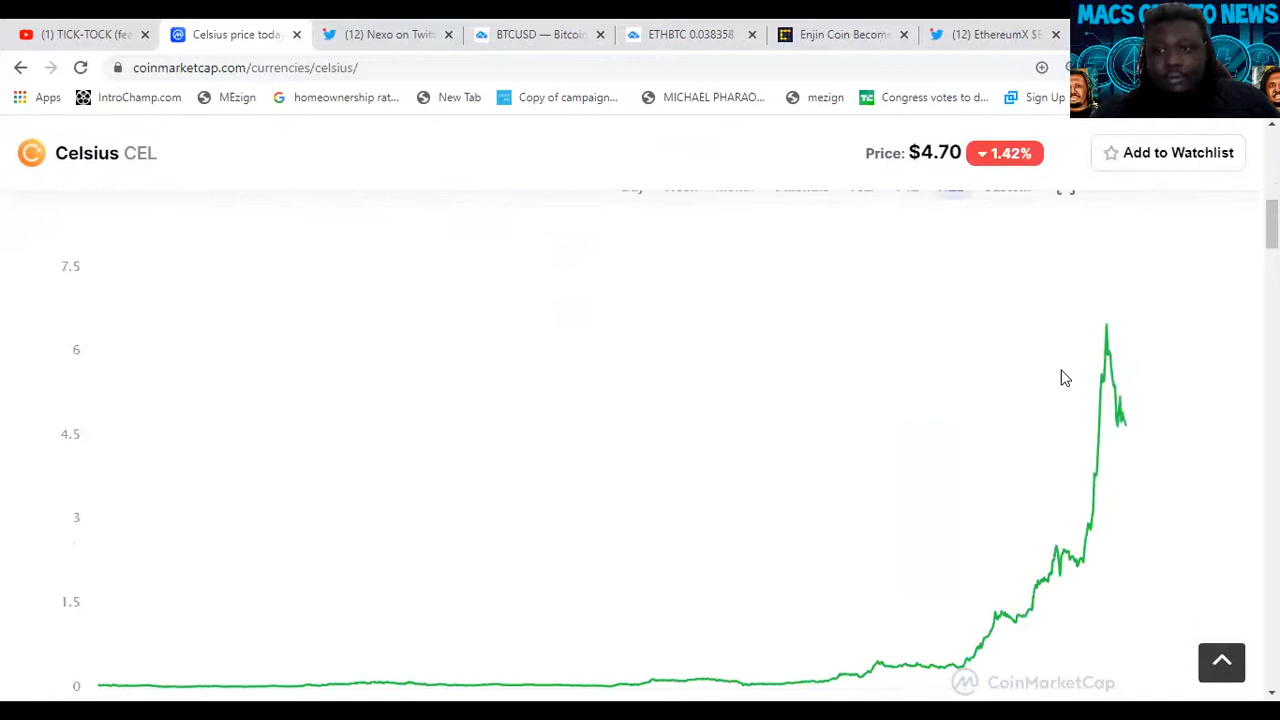 (1) TICK-TOCK (fea
Celsius price toda
(12) Nexo on Twitt
BTCUSD — Bitcoin
ETHBTC 0.038358
Enjin Coin Become
(12) EthereumX $E
MACS CRYPTO NEWS
coinmarketcap.com/currencies/celsius/
Apps
IntroChamp.com
MEzign
homeownership rat...
New Tab
Copy of campaign...
MICHAEL PHARAO...
mezign
Congress votes to d...
Sign Up
Celsius CEL
Price: $4.70
1.42%
Add to Watchlist
7.5
6
4.5
3
1.5
0
CoinMarketCap